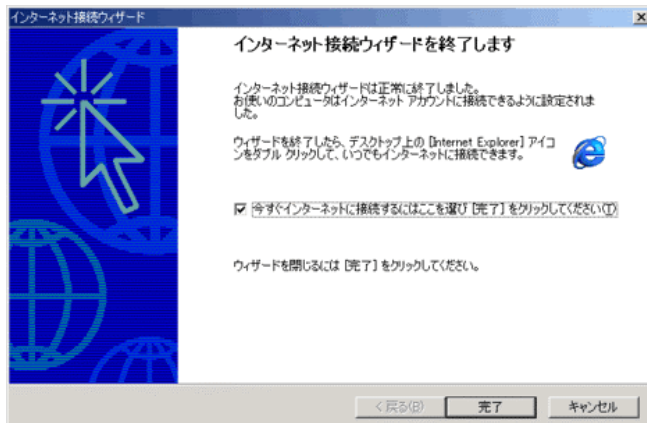 インターネット接続ウィザード
インターネット接続ウィザードを終了します
インターネット接続ウィザードは正常に終了しました。
お使いのコンピュータはインターネット アカウントに接続できるように設定されま
した。
ウィザードを終了したら、デスクトップ上の [Internet Explorer] アイコ
ンをダブル クリックして、いつでもインターネットに接続できます。
今すぐインターネットに接続するにはここを選び [完了] をクリックしてください(T)
ウィザードを閉じるには [完了] をクリックしてください。
< 戻る(B)
完了
キャンセル